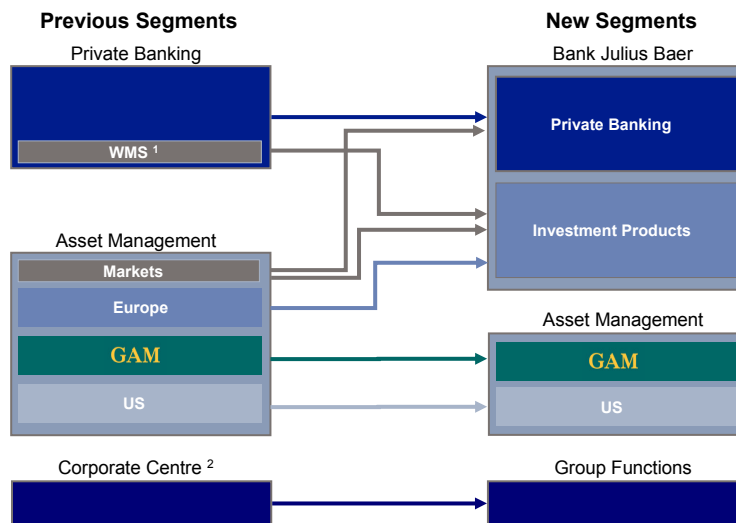 Previous Segments
Private Banking
WMS 1
Asset Management
Markets
Europe
GAM
US
Corporate Centre 2
New Segments
Bank Julius Baer
Private Banking
Investment Products
Asset Management
GAM
US
Group Functions